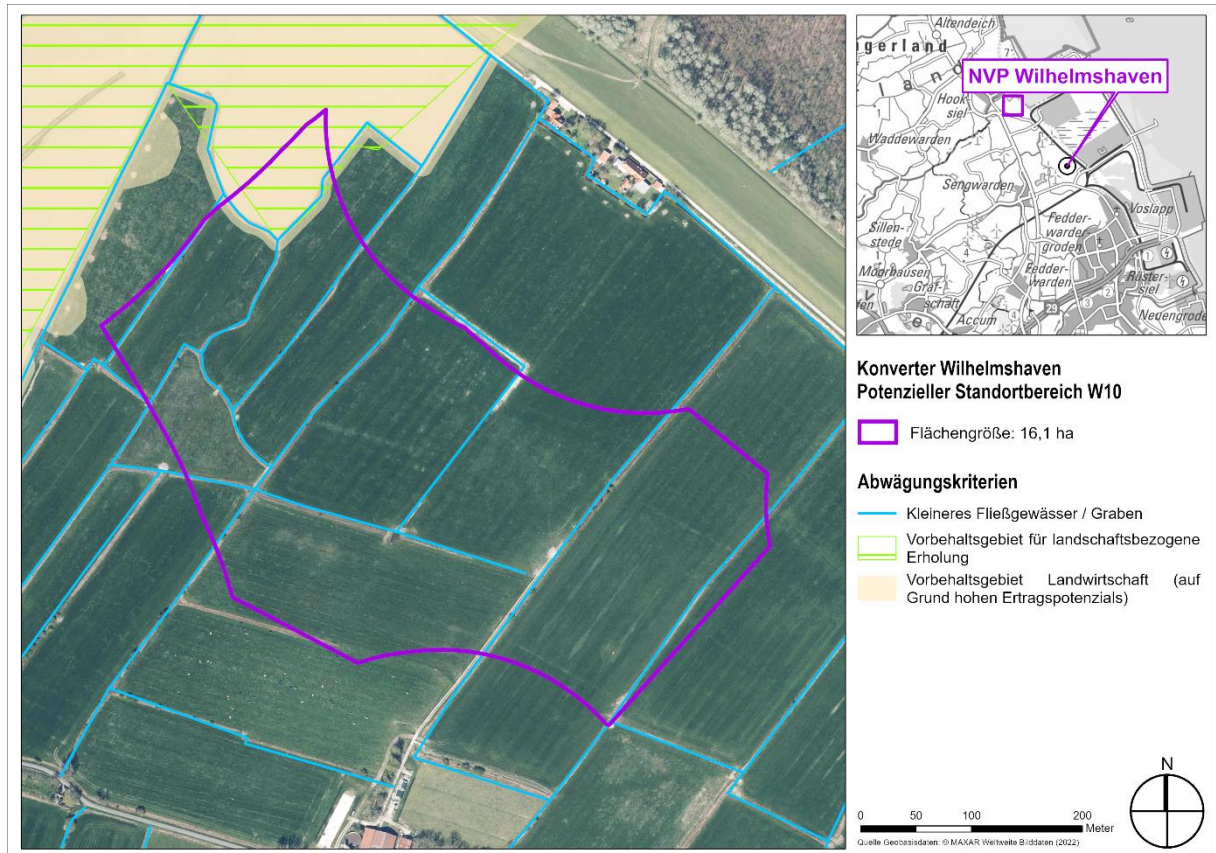 Altendeich
ngerland
NVP Wilhelmshaven
Hook-
siel
Waddewarden
Sengwarden
Voslapp
Fedder-
warder-
groden
Sillen-
stede
4
Fedder-
warden
Moorhausen
Graf-
schaft
Rüster-
siel
Accum
29
Neuengrode
Konverter Wilhelmshaven
Potenzieller Standortbereich W10
Flächengröße: 16,1 ha
Abwägungskriterien
Kleineres Fließgewässer / Graben
Vorbehaltsgebiet für landschaftsbezogene
Erholung
Vorbehaltsgebiet Landwirtschaft (auf
Grund hohen Ertragspotenzials)
N
0 50 100 200
Meter
Quelle Geobasisdaten: © MAXAR Weltweite Bilddaten (2022)